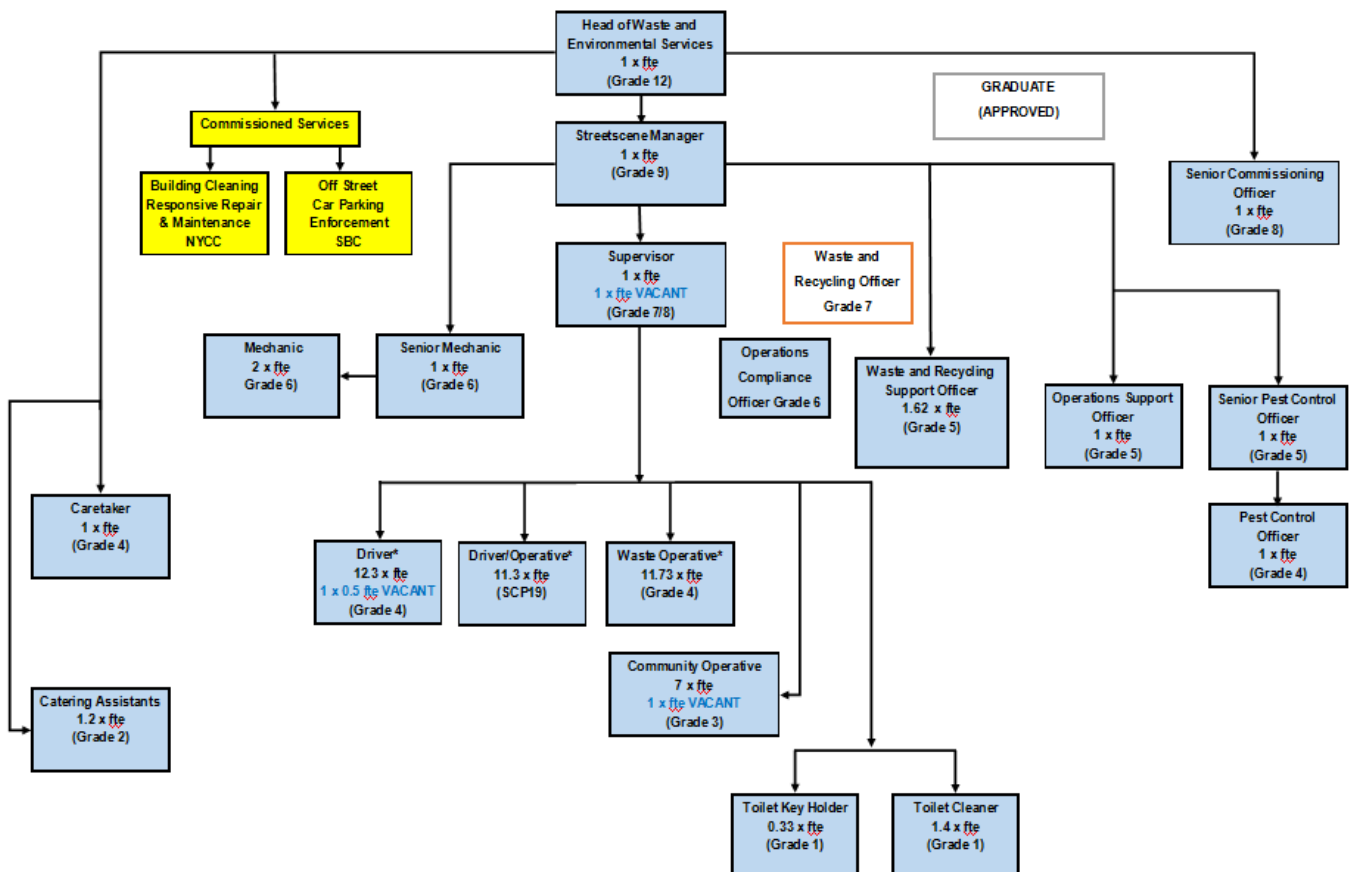 Head of Waste and
Environmental Services
1 x fte
(Grade 12)
GRADUATE
(APPROVED)
Commissioned Services
Streetscene Manager
1 x fte
(Grade 9)
Building Cleaning
Responsive Repair
& Maintenance
NYCC
Off Street
Car Parking
Enforcement
SBC
Senior Commissioning
Officer
1 x fte
(Grade 8)
Supervisor
1 x fte
1 x fte VACANT
(Grade 7/8)
Waste and
Recycling Officer
Grade 7
Mechanic
2 x fte
Grade 6)
Senior Mechanic
1 x fte
(Grade 6)
Operations
Compliance
Officer Grade 6
Waste and Recycling
Support Officer
1.62 x fte
(Grade 5)
Operations Support
Officer
1 x fte
(Grade 5)
Senior Pest Control
Officer
1 x fte
(Grade 5)
Caretaker
1 x fte
(Grade 4)
Driver*
12.3 x fte
1 x 0.5 fte VACANT
(Grade 4)
Driver/Operative*
11.3 x fte
(SCP19)
Waste Operative*
11.73 x fte
(Grade 4)
Pest Control
Officer
1 x fte
(Grade 4)
Community Operative
7 x fte
1 x fte VACANT
(Grade 3)
Catering Assistants
1.2 x fte
(Grade 2)
Toilet Key Holder
0.33 x fte
(Grade 1)
Toilet Cleaner
1.4 x fte
(Grade 1)